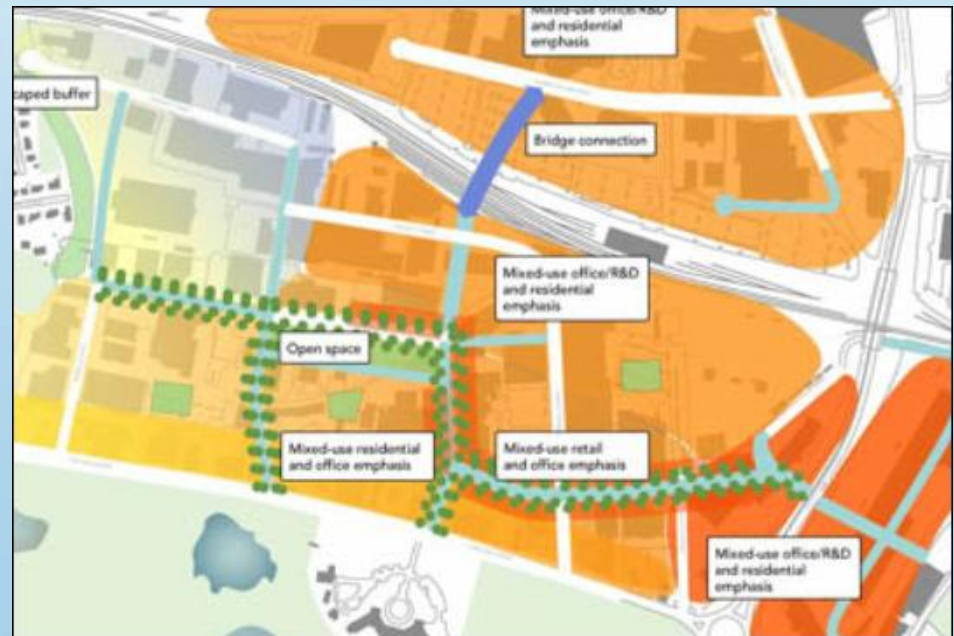 Mixed-use office/R&D
and residential
emphasis
caped buffer
Bridge connection
Mixed-use office/R&D
and residential
emphasis
Open space
Mixed-use residential
and office emphasis
Mixed-use retail
and office emphasis
Mixed-use office/R&D
and residential
emphasis